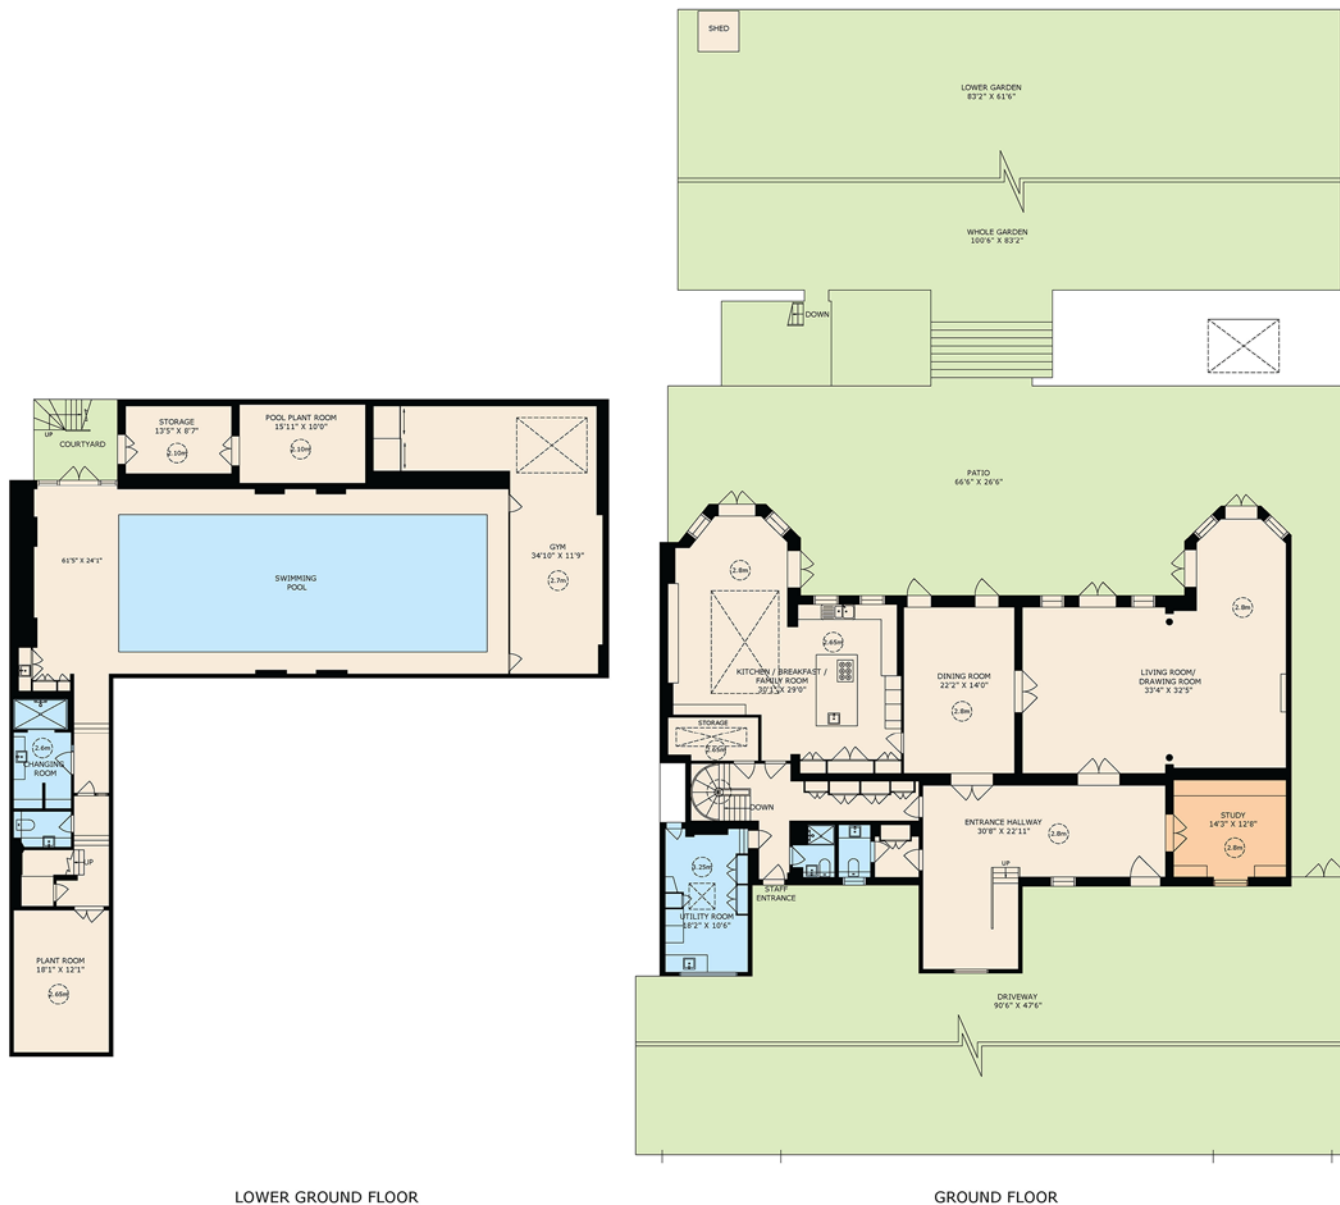 SHED
LOWER GARDEN
83'2" X 61'6"
WHOLE GARDEN
100'6" X 83'2"
DOWN
PATIO
66'6" X 26'6"
UP
COURTYARD
STORAGE
13'5" X 8'7"
2.10m
POOL PLANT ROOM
15'11" X 10'0"
2.10m
61'5" X 24'1"
SWIMMING
POOL
GYM
34'10" X 11'9"
2.7m
2.6m
CHANGING
ROOM
UP
PLANT ROOM
18'1" X 12'1"
2.65m
2.8m
2.65m
KITCHEN / BREAKFAST /
FAMILY ROOM
30'1" X 29'0"
STORAGE
2.65m
DINING ROOM
22'2" X 14'0"
2.8m
2.8m
LIVING ROOM/
DRAWING ROOM
33'4" X 32'5"
DOWN
ENTRANCE HALLWAY
30'8" X 22'11"
2.8m
UP
STUDY
14'3" X 12'8"
2.8m
3.25m
UTILITY ROOM
18'2" X 10'6"
STAFF
ENTRANCE
DRIVEWAY
90'6" X 47'6"
LOWER GROUND FLOOR
GROUND FLOOR